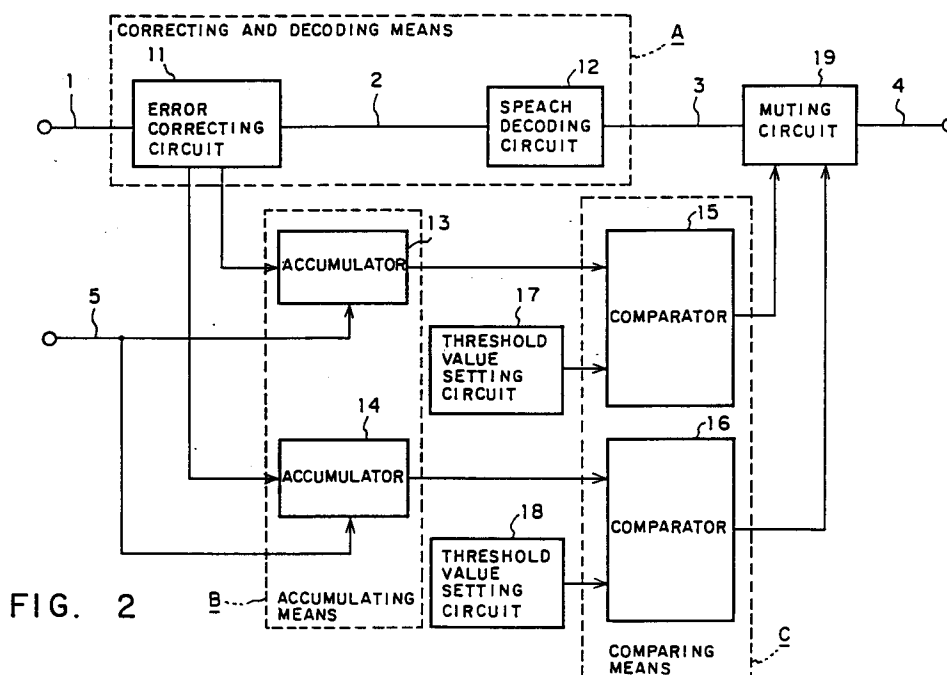 CORRECTING AND DECODING MEANS
A
11
12
19
1
2
3
4
ERROR
CORRECTING
CIRCUIT
SPEACH
DECODING
CIRCUIT
MUTING
CIRCUIT
13
15
ACCUMULATOR
5
17
COMPARATOR
THRESHOLD
VALUE
SETTING
CIRCUIT
14
16
ACCUMULATOR
18
COMPARATOR
THRESHOLD
VALUE
SETTING
CIRCUIT
FIG. 2
B
ACCUMULATING
MEANS
C
COMPARING
MEANS